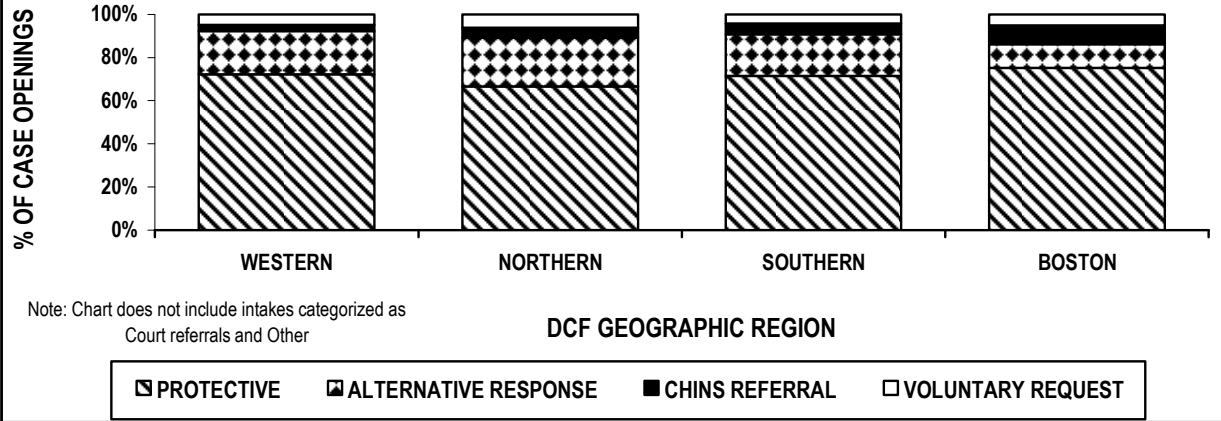 % OF CASE OPENINGS
100%
80%
60%
40%
20%
0%
WESTERN NORTHERN SOUTHERN BOSTON
Note: Chart does not include intakes categorized as
Court referrals and Other
DCF GEOGRAPHIC REGION
PROTECTIVE ALTERNATIVE RESPONSE CHINS REFERRAL VOLUNTARY REQUEST